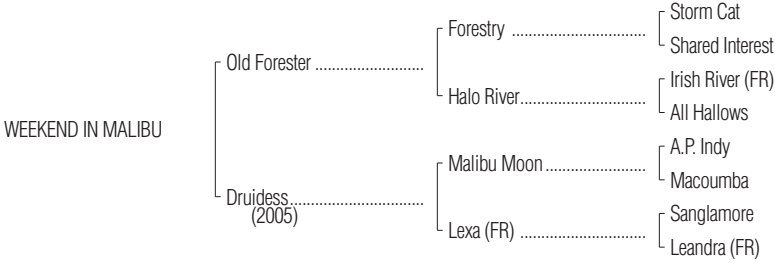 Storm Cat
Forestry ..............................
Shared Interest
Old Forester .........................
Irish River (FR)
Halo River............................
All Hallows
WEEKEND IN MALIBU
A.P. Indy
Malibu Moon ........................
Macoumba
Druidess...............................
(2005)
Sanglamore
Lexa (FR) ............................
Leandra (FR)